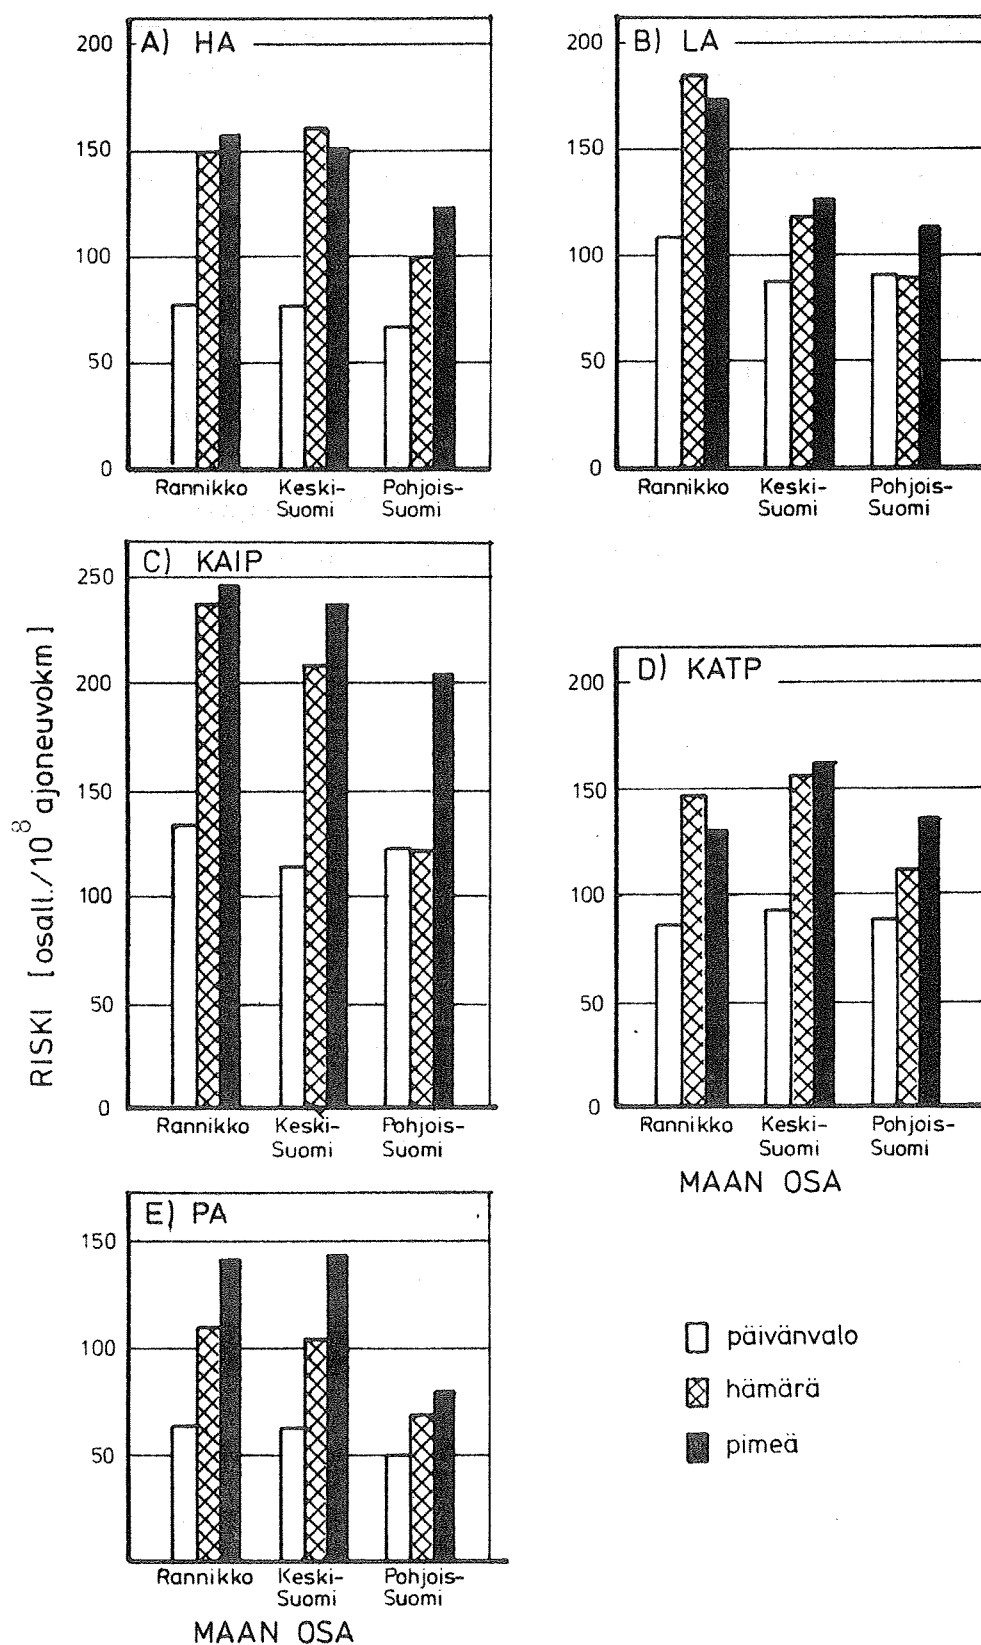 A) HA
200
150
100
50
0
Rannikko Keski-Suomi Pohjois-Suomi
B) LA
200
150
100
50
0
Rannikko Keski-Suomi Pohjois-Suomi
RISKI [osall./10⁸ ajoneuvokm]
C) KAIP
250
200
150
100
50
0
Rannikko Keski-Suomi Pohjois-Suomi
D) KATP
200
150
100
50
0
Rannikko Keski-Suomi Pohjois-Suomi
MAAN OSA
E) PA
150
100
50
Rannikko Keski-Suomi Pohjois-Suomi
MAAN OSA
päivänvalo
hämärä
pimeä